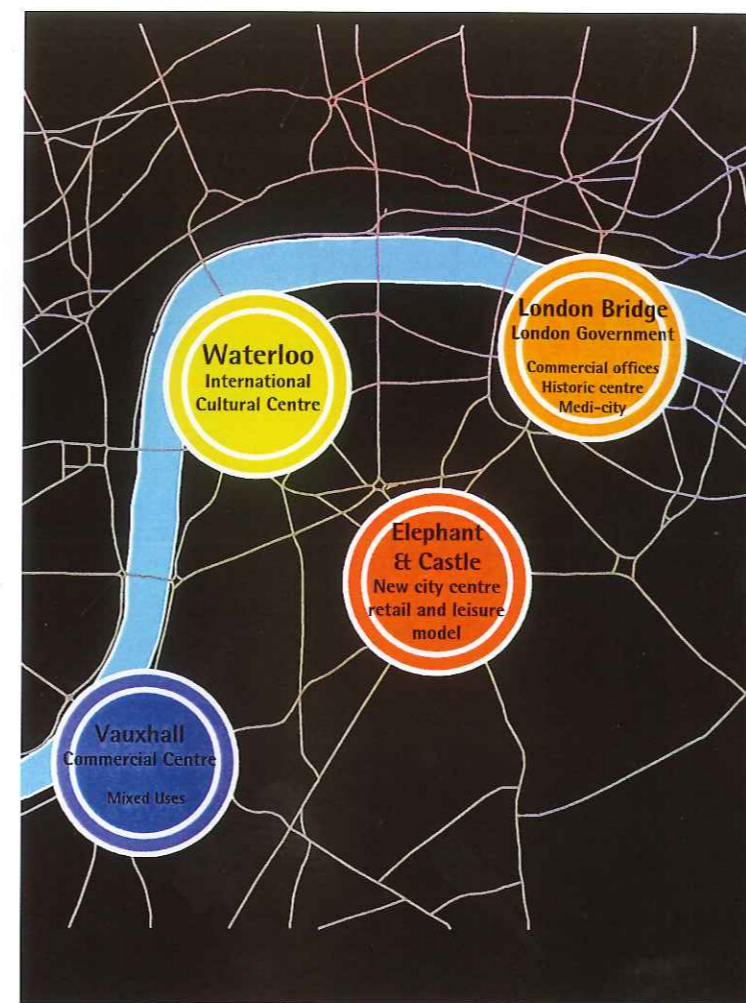 Waterloo
International
Cultural Centre
London Bridge
London Government
Commercial offices
Historic centre
Medi-city
Elephant
& Castle
New city centre
retail and leisure
model
Vauxhall
Commercial Centre
Mixed Uses